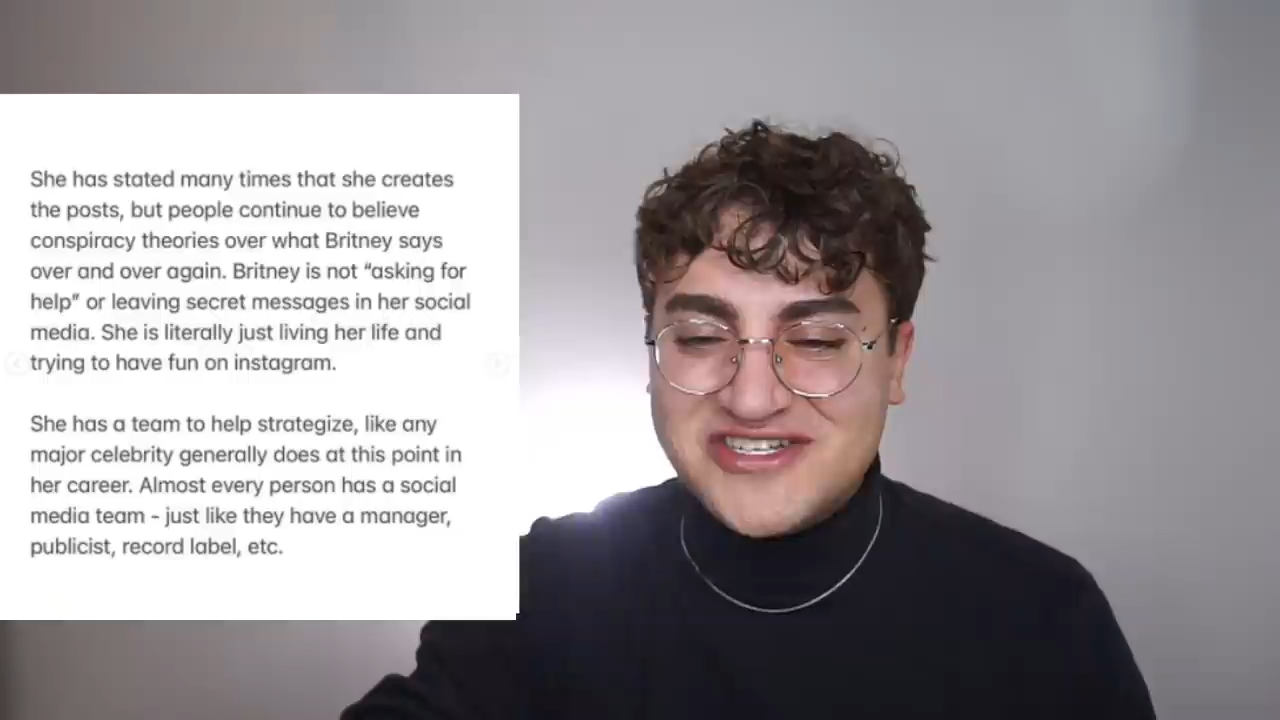 She has stated many times that she creates
the posts, but people continue to believe
conspiracy theories over what Britney says
over and over again. Britney is not “asking for
help” or leaving secret messages in her social
media. She is literally just living her life and
trying to have fun on instagram.
She has a team to help strategize, like any
major celebrity generally does at this point in
her career. Almost every person has a social
media team - just like they have a manager,
publicist, record label, etc.